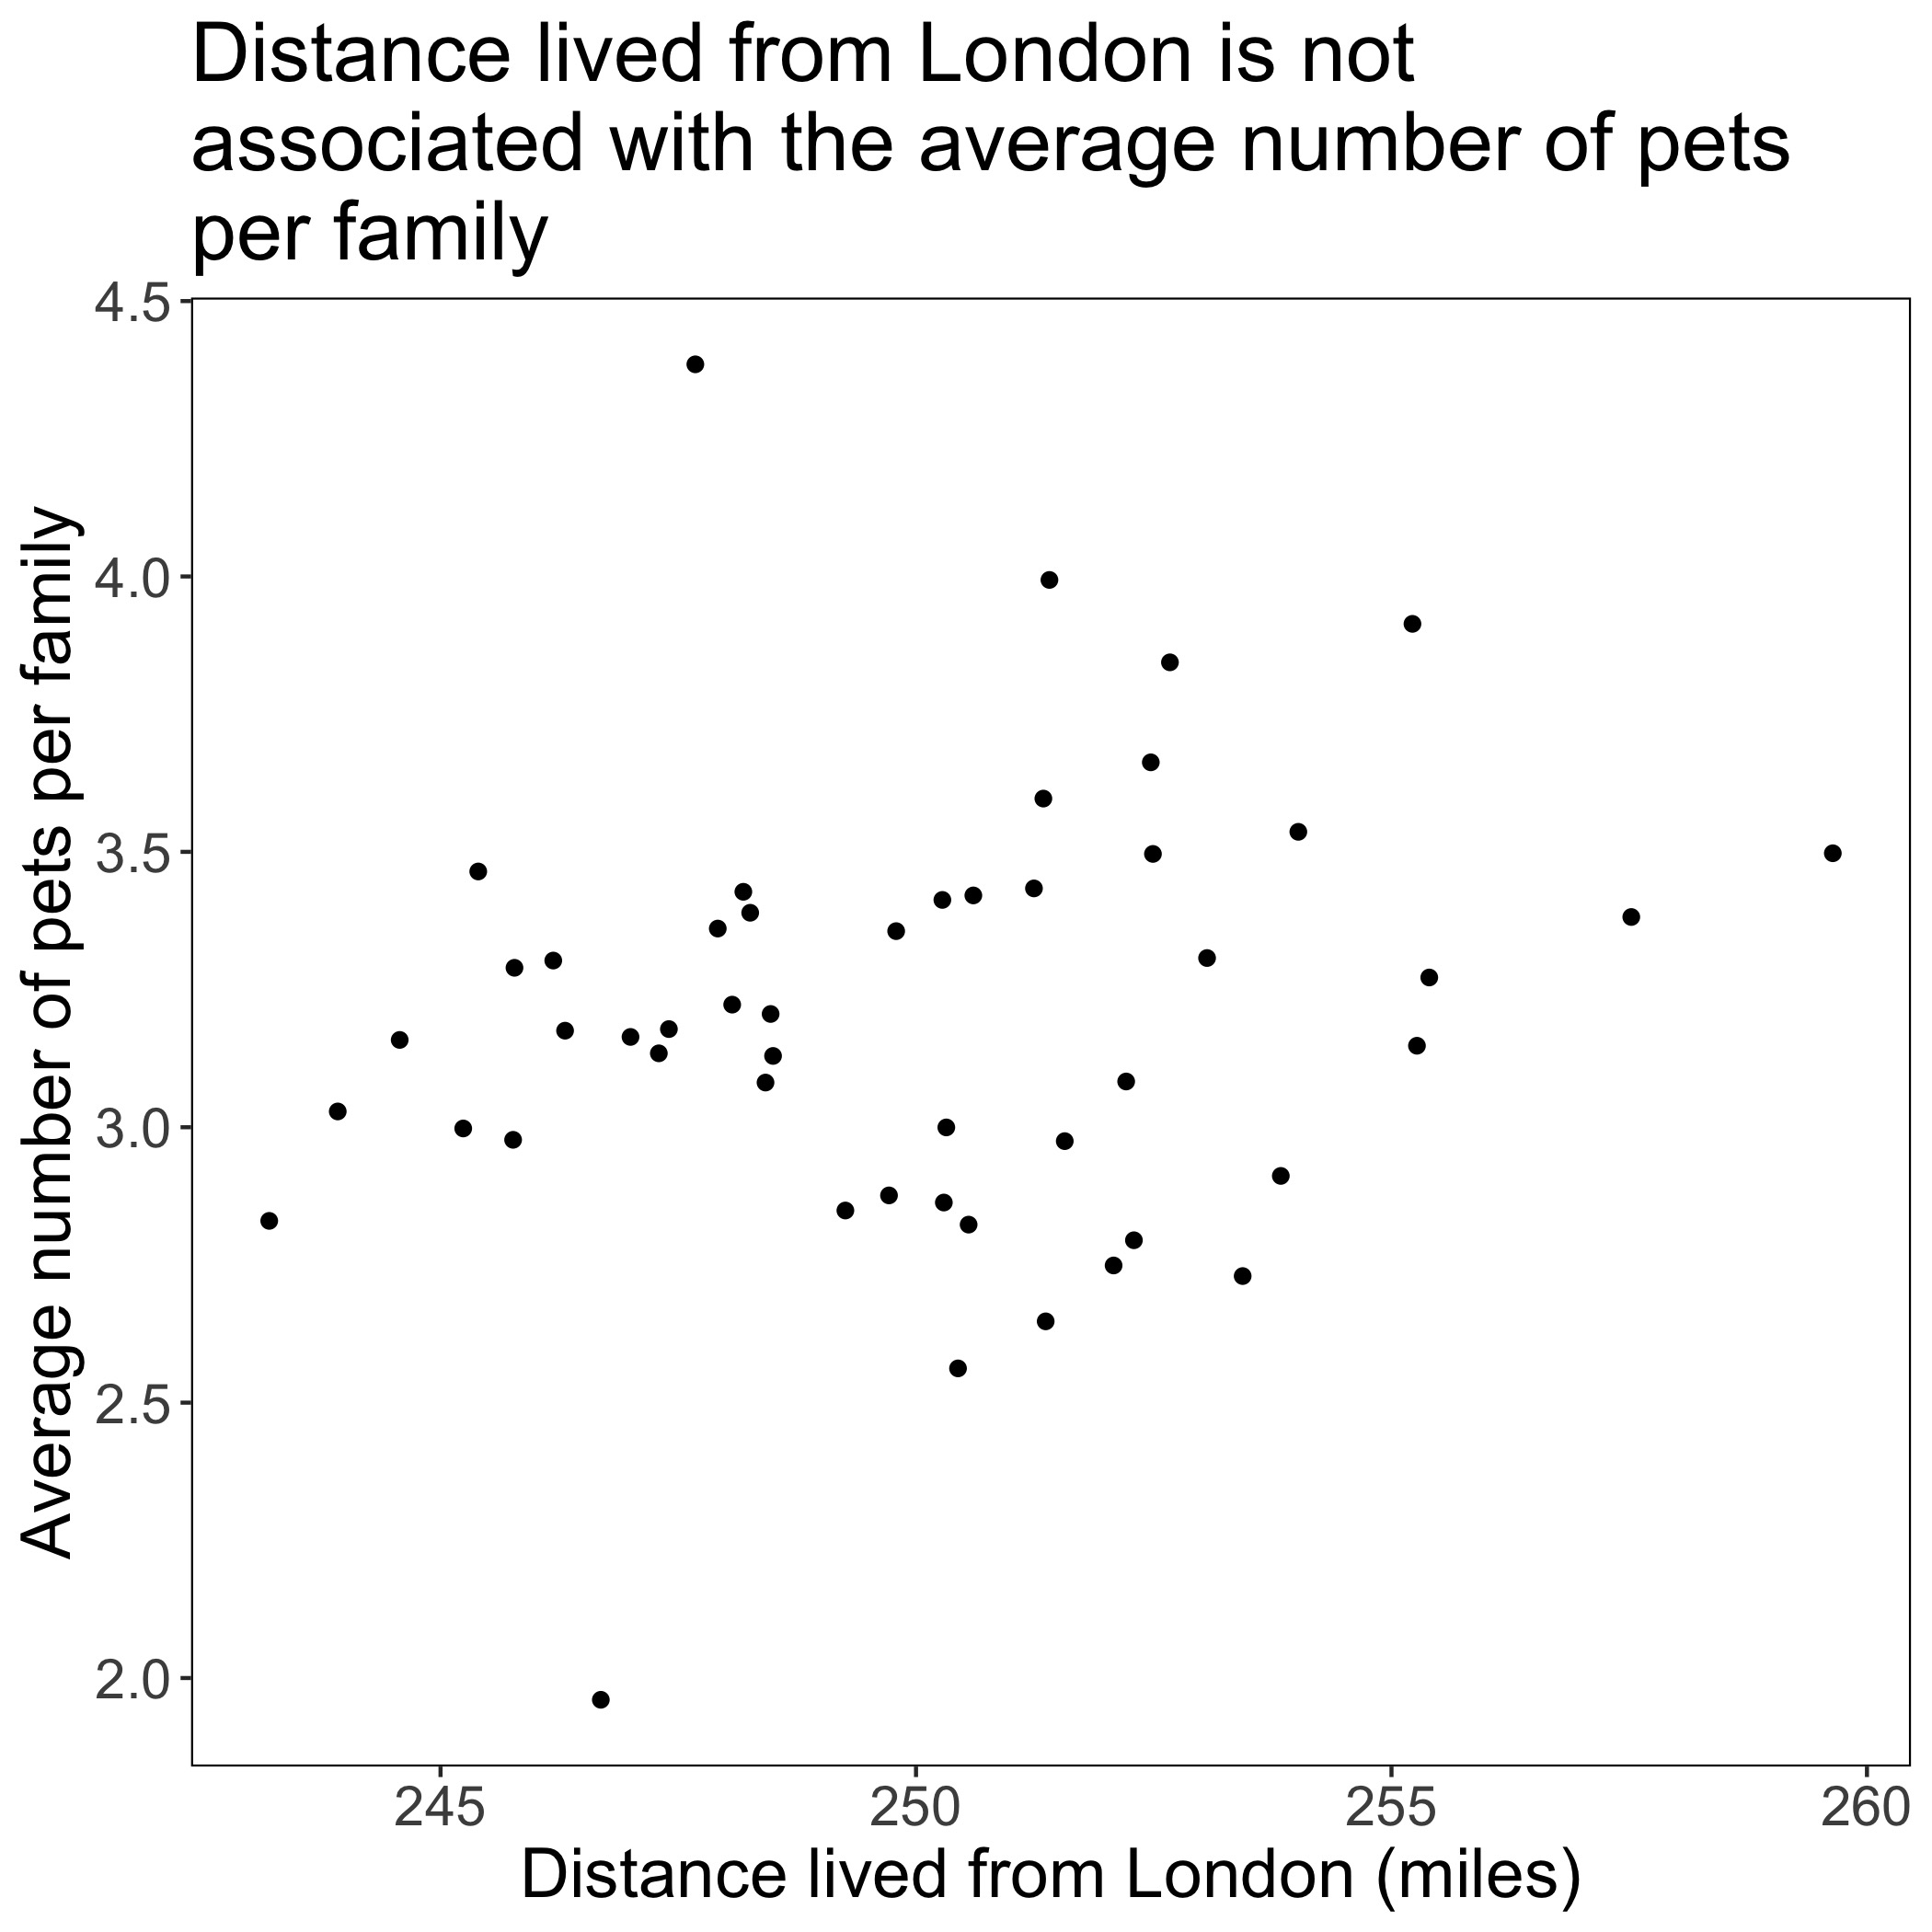 Distance lived from London is not
associated with the average number of pets
per family
4.5
4.0
3.5
3.0
2.5
2.0
Average number of pets per family
245
250
255
260
Distance lived from London (miles)